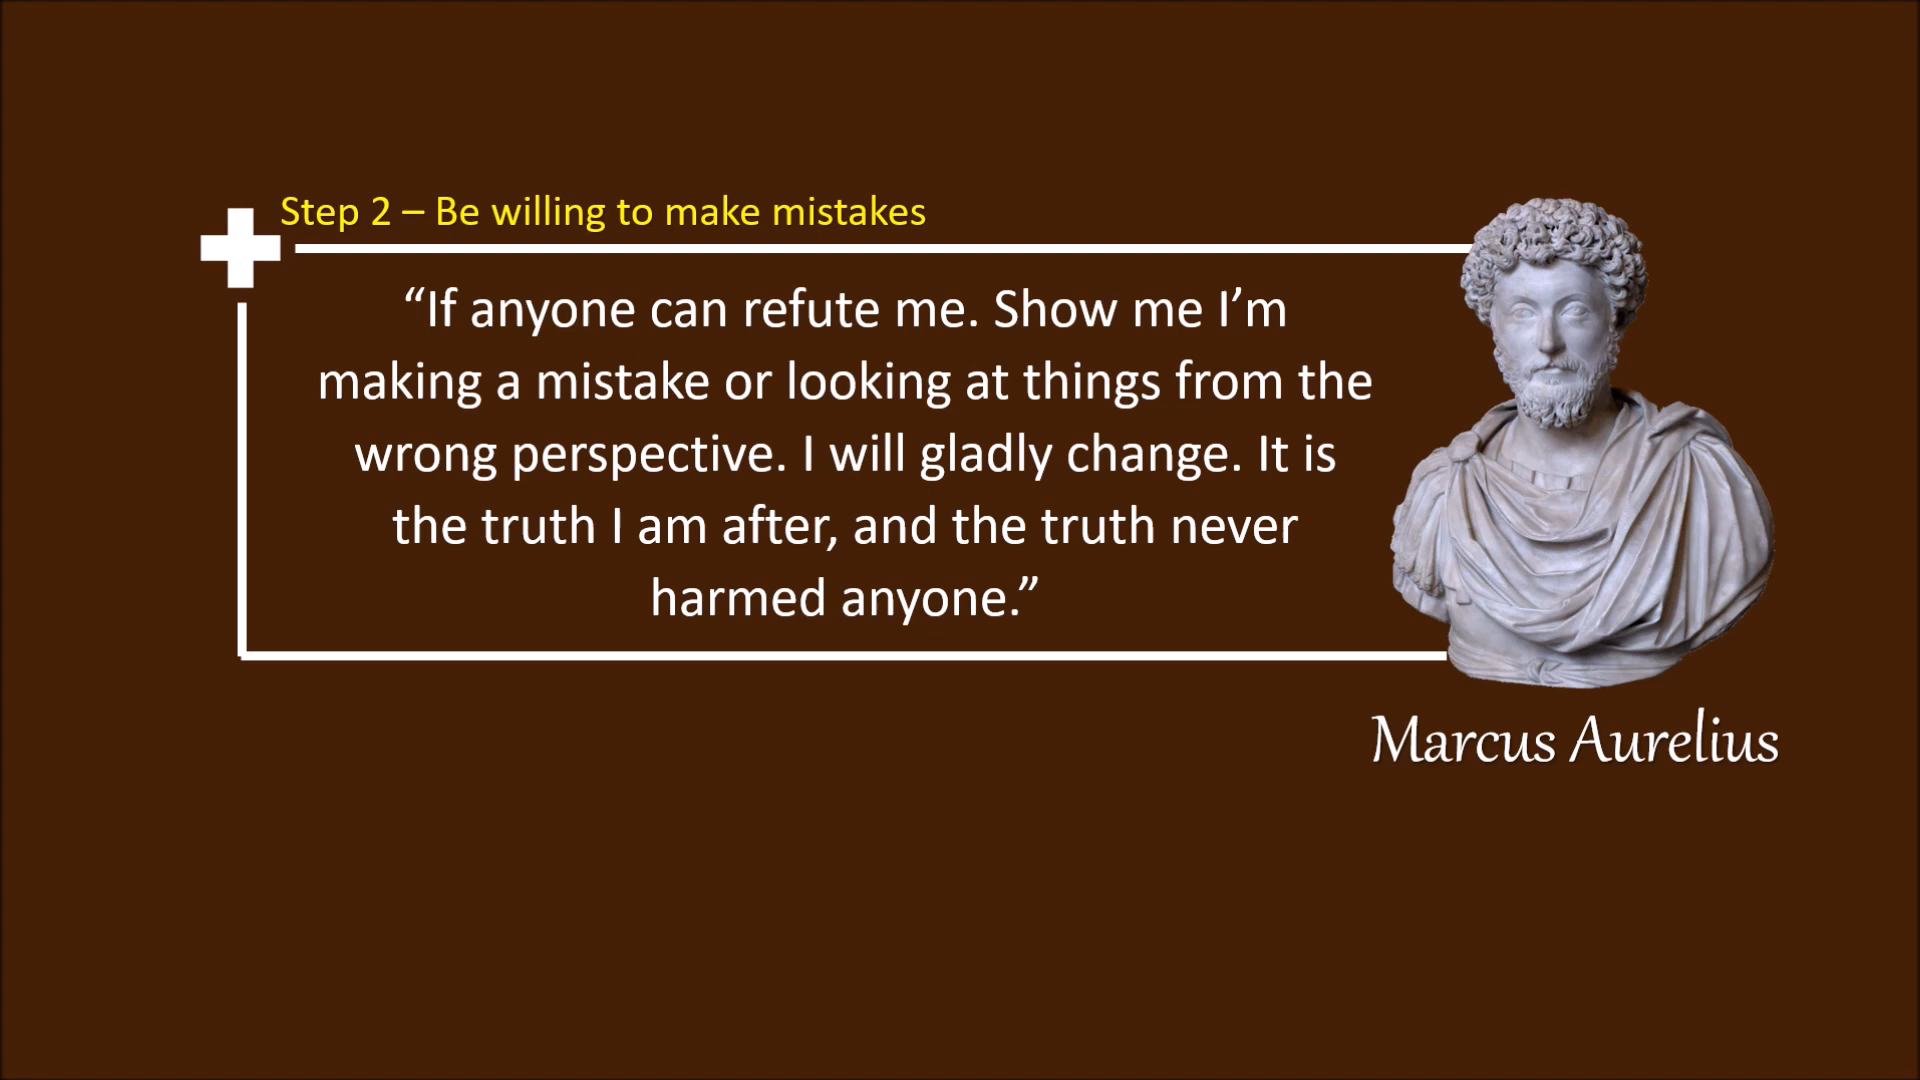 Step 2 – Be willing to make mistakes
“If anyone can refute me. Show me I’m
making a mistake or looking at things from the
wrong perspective. I will gladly change. It is
the truth I am after, and the truth never
harmed anyone.”
Marcus Aurelius